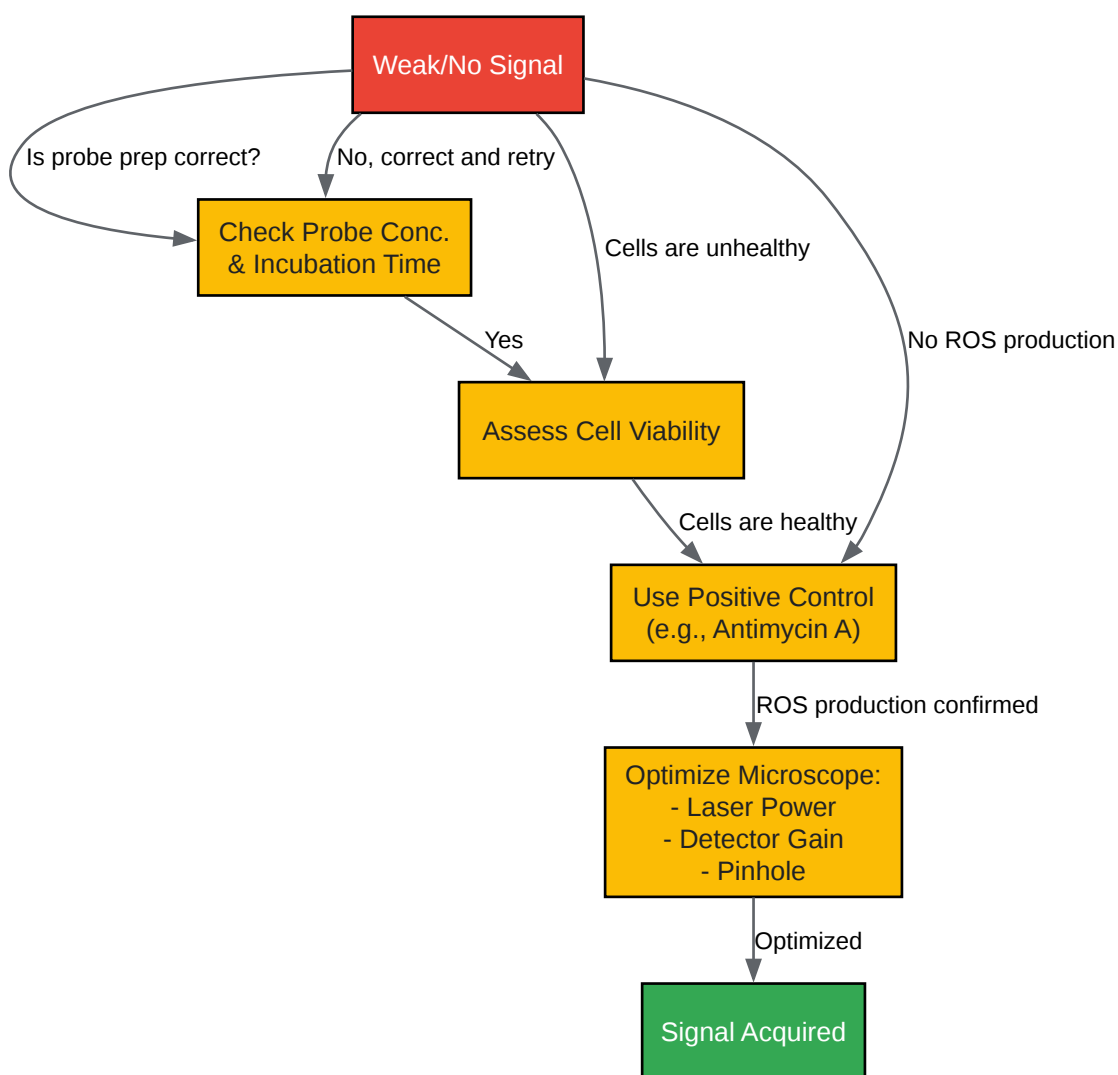 Weak/No Signal
Is probe prep correct?
No, correct and retry
Check Probe Conc.
& Incubation Time
Cells are unhealthy
Yes
No ROS production
Assess Cell Viability
Cells are healthy
Use Positive Control
(e.g., Antimycin A)
ROS production confirmed
Optimize Microscope:
- Laser Power
- Detector Gain
- Pinhole
Optimized
Signal Acquired